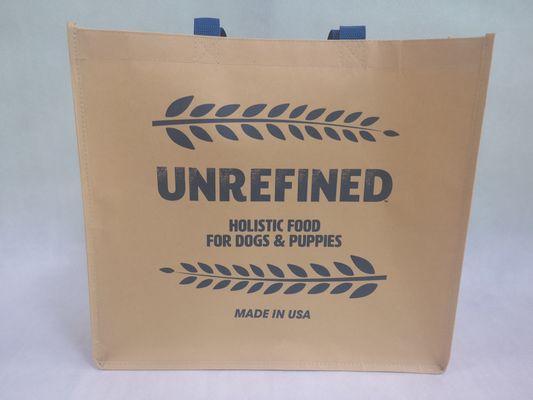 UNREFINED
HOLISTIC FOOD
FOR DOGS & PUPPIES
MADE IN USA